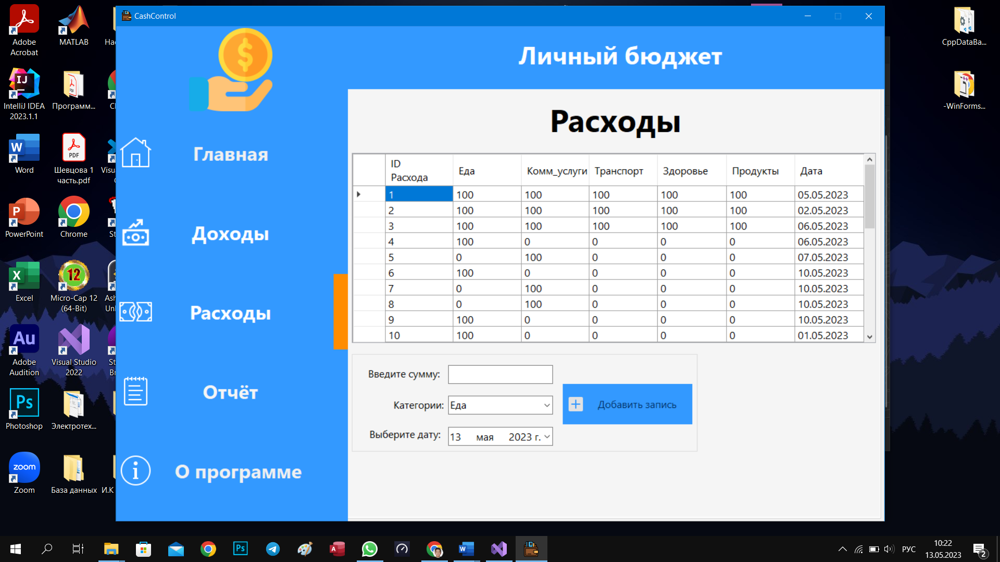 CashControl
Личный бюджет
Главная
Доходы
Расходы
Отчёт
О программе
Расходы
ID Расхода Еда Комм_услуги Транспорт Здоровье Продукты Дата
1 100 100 100 100 100 05.05.2023
2 100 100 100 100 100 02.05.2023
3 100 100 100 100 100 06.05.2023
4 100 0 0 0 0 06.05.2023
5 0 100 0 0 0 07.05.2023
6 100 0 0 0 0 10.05.2023
7 0 100 0 0 0 10.05.2023
8 0 100 0 0 0 10.05.2023
9 100 0 0 0 0 10.05.2023
10 100 0 0 0 0 01.05.2023
Введите сумму:
Категории: Еда
Выберите дату: 13 мая 2023 г.
Добавить запись
Adobe Acrobat
MATLAB
IntelliJ IDEA 2023.1.1
Программ...
Word
Шевцова 1 часть.pdf
PowerPoint
Chrome
Excel
Micro-Cap 12 (64-Bit)
Adobe Audition
Visual Studio 2022
Photoshop
Электротех...
Zoom
База данных
И.К
CppDataBa...
-WinForms...
РУС
10:22
13.05.2023
2